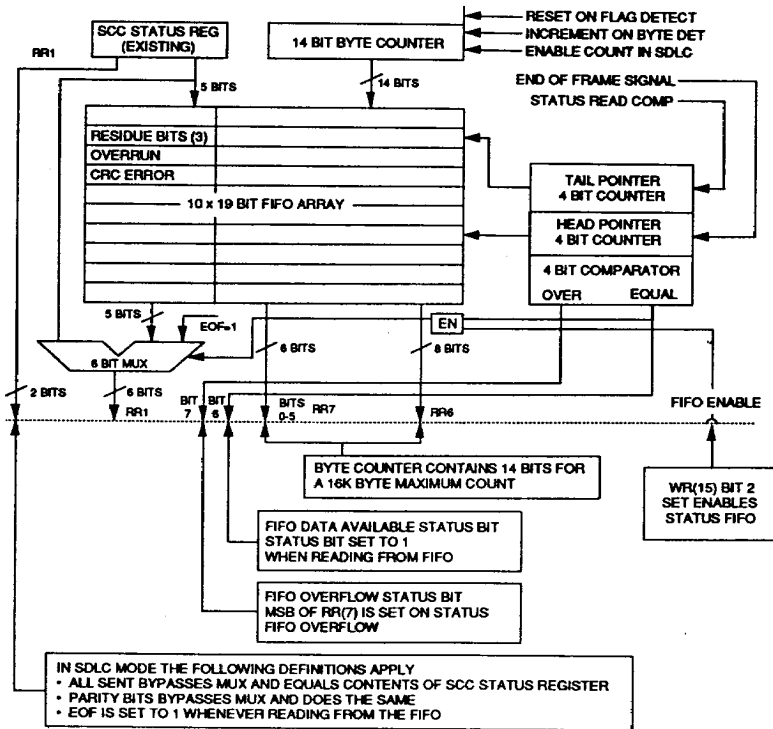 RR1
SCC STATUS REG
(EXISTING)
14 BIT BYTE COUNTER
RESET ON FLAG DETECT
INCREMENT ON BYTE DET
ENABLE COUNT IN SDLC
5 BITS
14 BITS
END OF FRAME SIGNAL
STATUS READ COMP
RESIDUE BITS (3)
OVERRUN
CRC ERROR
10 x 19 BIT FIFO ARRAY
TAIL POINTER
4 BIT COUNTER
HEAD POINTER
4 BIT COUNTER
4 BIT COMPARATOR
OVER EQUAL
5 BITS
EOF=1
EN
6 BIT MUX
6 BITS
8 BITS
2 BITS
6 BITS
RR1
BIT
7
BIT
6
BITS
0-5
RR7
RR6
FIFO ENABLE
BYTE COUNTER CONTAINS 14 BITS FOR
A 16K BYTE MAXIMUM COUNT
WR(15) BIT 2
SET ENABLES
STATUS FIFO
FIFO DATA AVAILABLE STATUS BIT
STATUS BIT SET TO 1
WHEN READING FROM FIFO
FIFO OVERFLOW STATUS BIT
MSB OF RR(7) IS SET ON STATUS
FIFO OVERFLOW
IN SDLC MODE THE FOLLOWING DEFINITIONS APPLY
• ALL SENT BYPASSES MUX AND EQUALS CONTENTS OF SCC STATUS REGISTER
• PARITY BITS BYPASSES MUX AND DOES THE SAME
• EOF IS SET TO 1 WHENEVER READING FROM THE FIFO